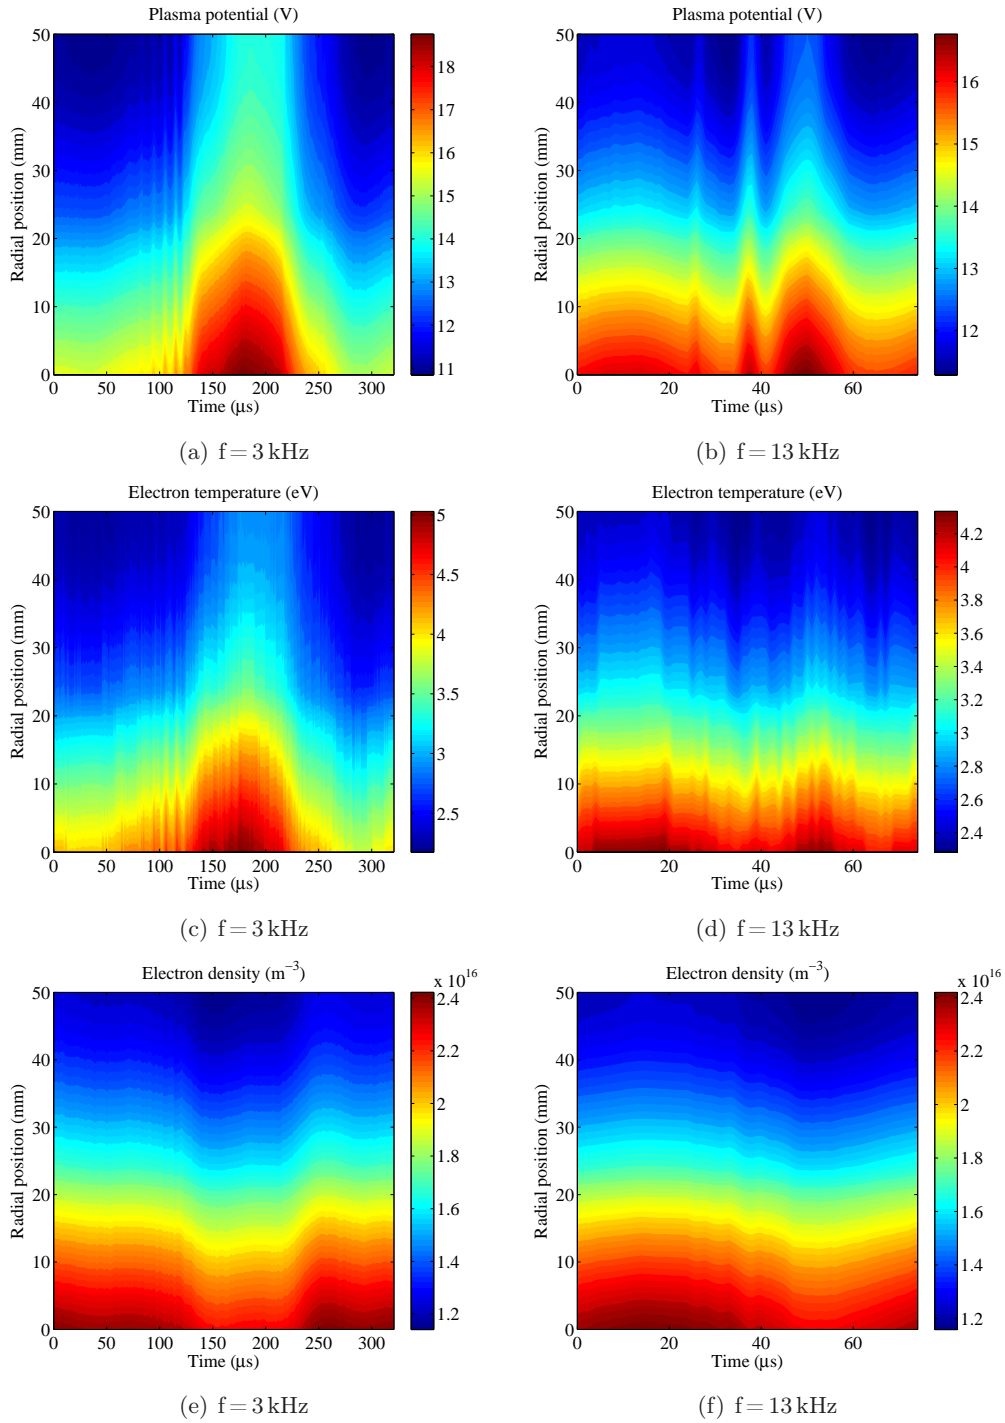 Plasma potential (V)
Plasma potential (V)
50
40
30
20
10
0
Radial position (mm)
0 50 100 150 200 250 300
Time (µs)
18
17
16
15
14
13
12
11
50
40
30
20
10
0
Radial position (mm)
0 20 40 60
Time (µs)
16
15
14
13
12
(a) f = 3 kHz
(b) f = 13 kHz
Electron temperature (eV)
Electron temperature (eV)
50
40
30
20
10
0
Radial position (mm)
0 50 100 150 200 250 300
Time (µs)
5
4.5
4
3.5
3
2.5
50
40
30
20
10
0
Radial position (mm)
0 20 40 60
Time (µs)
4.2
4
3.8
3.6
3.4
3.2
3
2.8
2.6
2.4
(c) f = 3 kHz
(d) f = 13 kHz
Electron density (m⁻³)
x 10¹⁶
Electron density (m⁻³)
x 10¹⁶
50
40
30
20
10
0
Radial position (mm)
0 50 100 150 200 250 300
Time (µs)
2.4
2.2
2
1.8
1.6
1.4
1.2
50
40
30
20
10
0
Radial position (mm)
0 20 40 60
Time (µs)
2.4
2.2
2
1.8
1.6
1.4
1.2
(e) f = 3 kHz
(f) f = 13 kHz